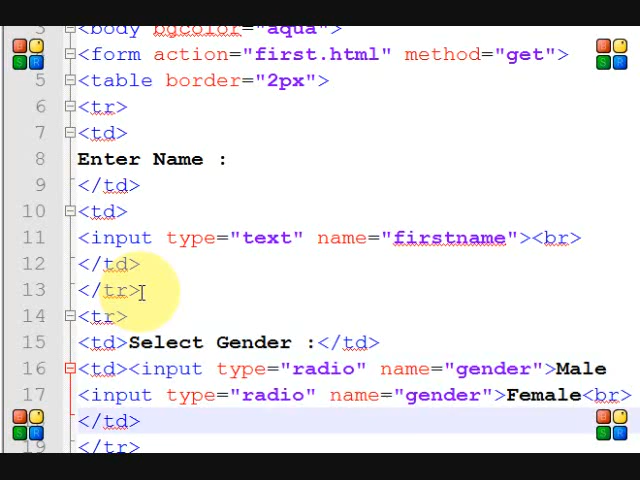 3 <body bgcolor="aqua">
<form action="first.html" method="get">
5 <table border="2px">
6 <tr>
7 <td>
8 Enter Name :
9 </td>
10 <td>
11 <input type="text" name="firstname"><br>
12 </td>
13 </tr>
14 <tr>
15 <td>Select Gender :</td>
16 <td><input type="radio" name="gender">Male
17 <input type="radio" name="gender">Female<br>
</td>
19 </tr>